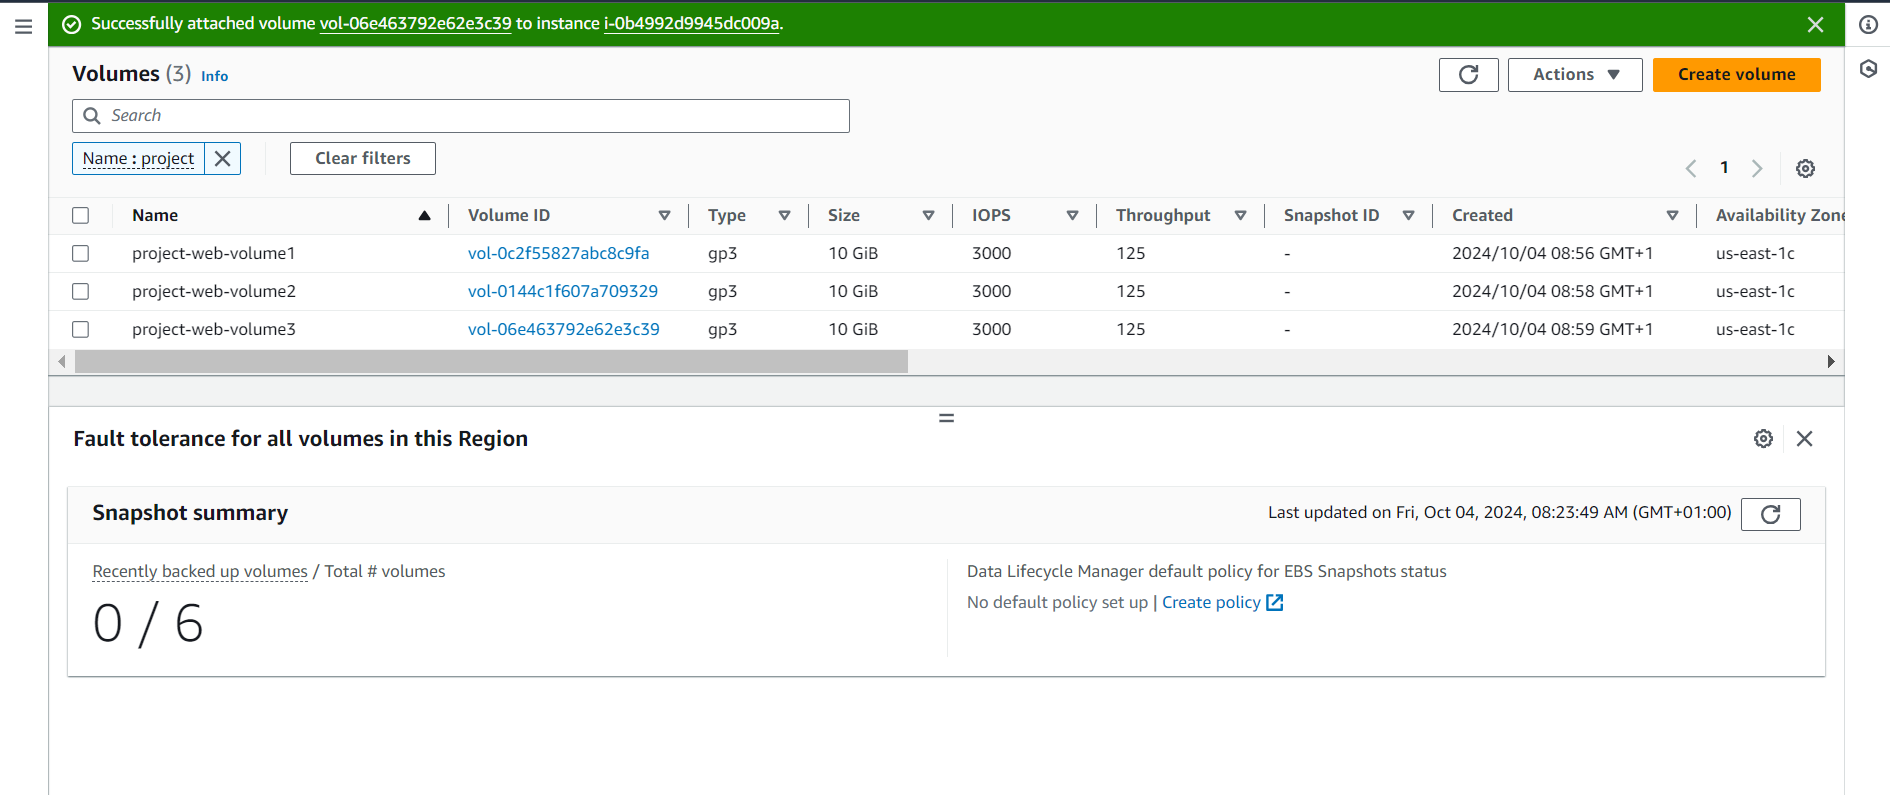 Successfully attached volume vol-06e463792e62e3c39 to instance i-0b4992d9945dc009a.
Volumes (3) Info
Actions
Create volume
Search
Name : project
Clear filters
1
Name Volume ID Type Size IOPS Throughput Snapshot ID Created Availability Zone
project-web-volume1 vol-0c2f55827abc8c9fa gp3 10 GiB 3000 125 - 2024/10/04 08:56 GMT+1 us-east-1c
project-web-volume2 vol-0144c1f607a709329 gp3 10 GiB 3000 125 - 2024/10/04 08:58 GMT+1 us-east-1c
project-web-volume3 vol-06e463792e62e3c39 gp3 10 GiB 3000 125 - 2024/10/04 08:59 GMT+1 us-east-1c
Fault tolerance for all volumes in this Region
Snapshot summary
Last updated on Fri, Oct 04, 2024, 08:23:49 AM (GMT+01:00)
Recently backed up volumes / Total # volumes
0 / 6
Data Lifecycle Manager default policy for EBS Snapshots status
No default policy set up | Create policy